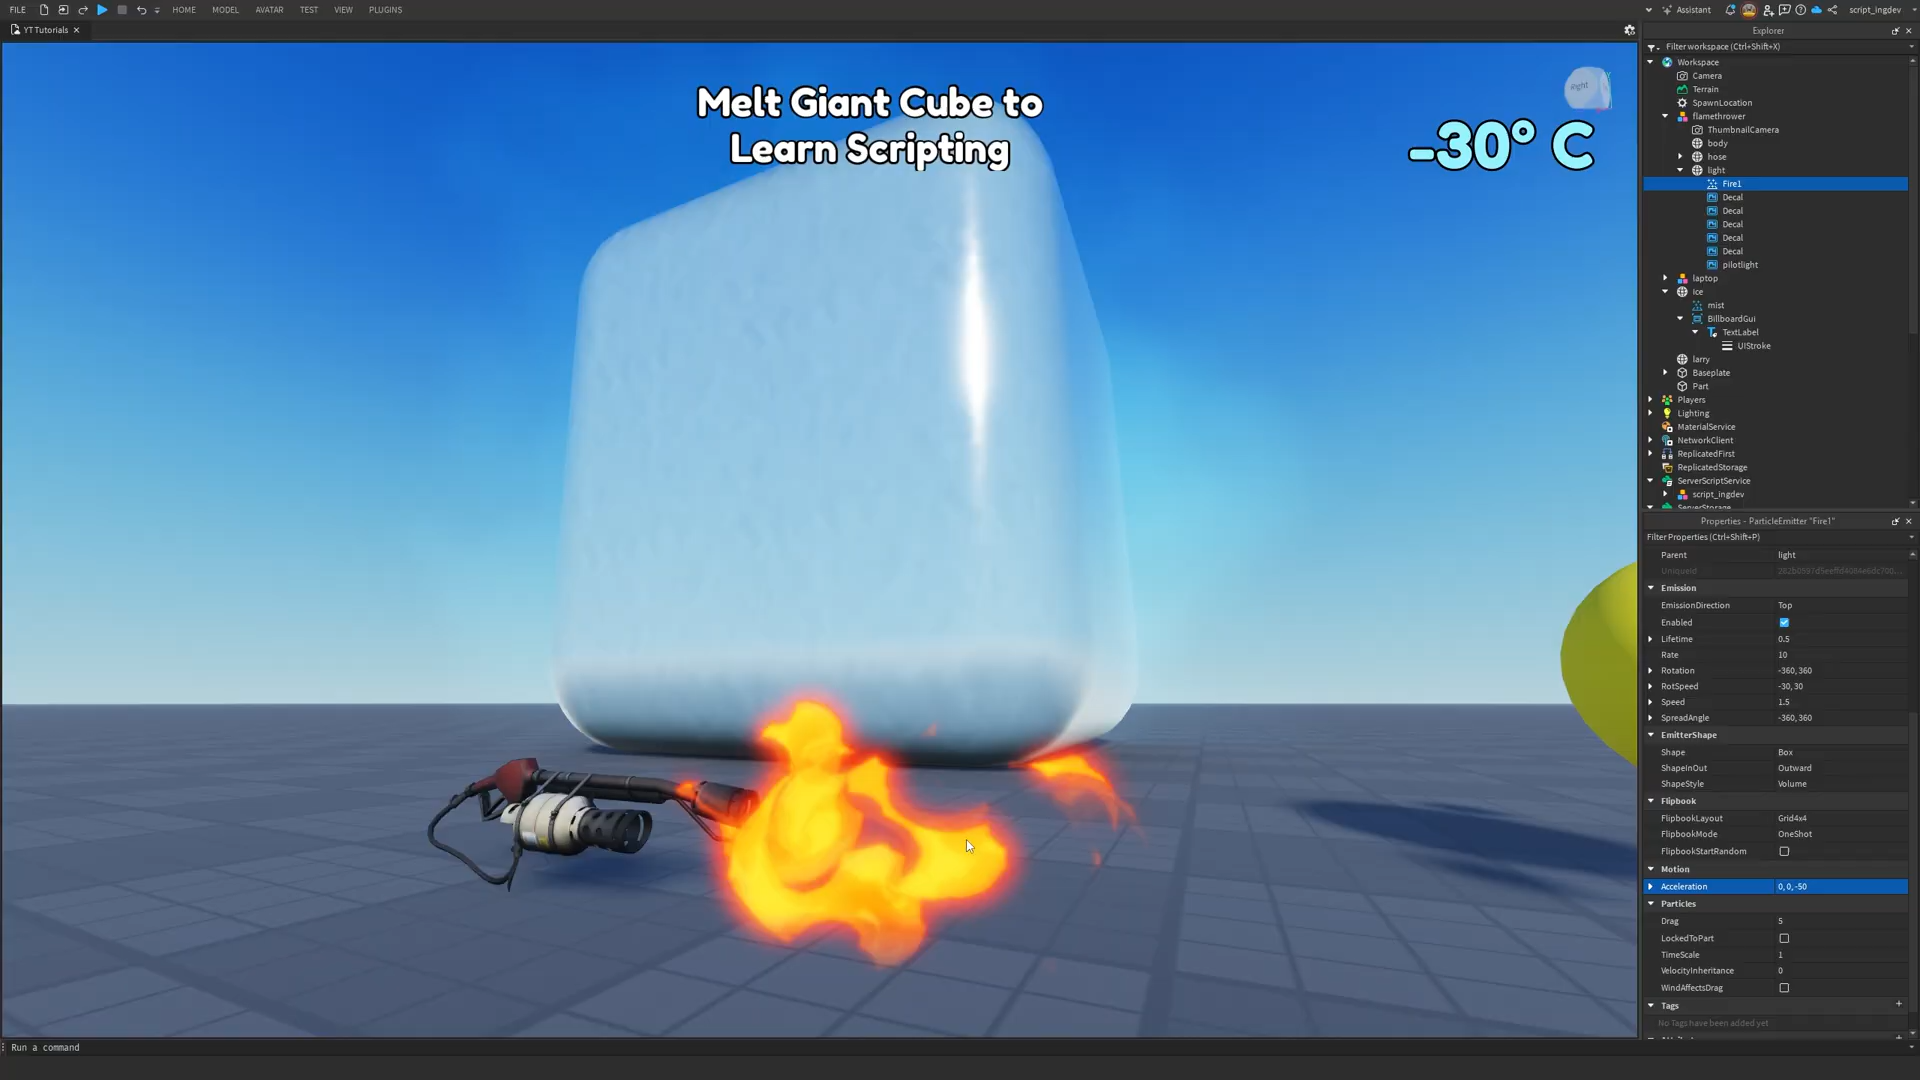 FILE
HOME
MODEL
AVATAR
TEST
VIEW
PLUGINS
Assistant
script_ingdev
YT Tutorials
Melt Giant Cube to
Learn Scripting
Right
-30° C
Explorer
Filter workspace (Ctrl+Shift+X)
Workspace
Camera
Terrain
SpawnLocation
flamethrower
ThumbnailCamera
body
hose
light
Fire1
Decal
Decal
Decal
Decal
Decal
pilotlight
laptop
ice
mist
BillboardGui
TextLabel
UIStroke
larry
Baseplate
Part
Players
Lighting
MaterialService
NetworkClient
ReplicatedFirst
ReplicatedStorage
ServerScriptService
script_ingdev
ServerStorage
Properties - ParticleEmitter "Fire1"
Filter Properties (Ctrl+Shift+P)
Parent light
UniqueId
Emission
EmissionDirection Top
Enabled
Lifetime 0.5
Rate 10
Rotation -360, 360
RotSpeed -30, 30
Speed 1.5
SpreadAngle -360, 360
EmitterShape
Shape Box
ShapeInOut Outward
ShapeStyle Volume
Flipbook
FlipbookLayout Grid4x4
FlipbookMode OneShot
FlipbookStartRandom
Motion
Acceleration 0, 0, -50
Particles
Drag 5
LockedToPart
TimeScale 1
VelocityInheritance 0
WindAffectsDrag
Tags
No Tags have been added yet
Run a command